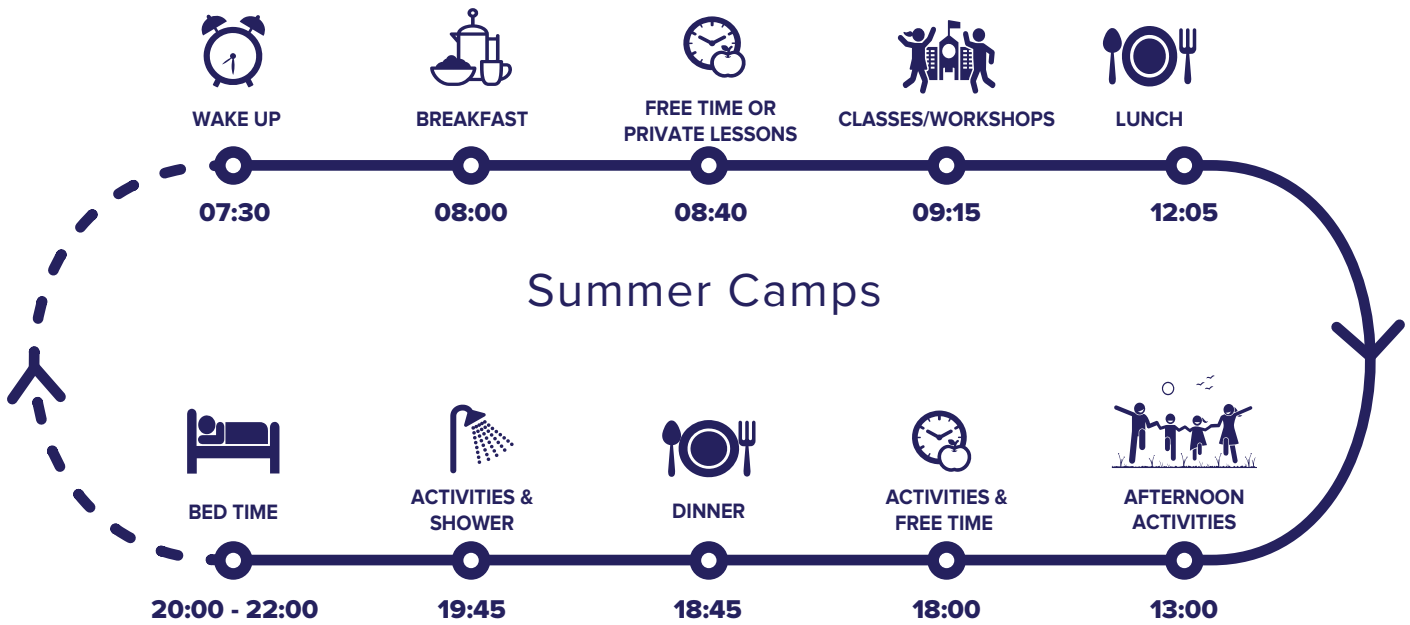 WAKE UP
BREAKFAST
FREE TIME OR
PRIVATE LESSONS
CLASSES/WORKSHOPS
LUNCH
07:30
08:00
08:40
09:15
12:05
Summer Camps
BED TIME
ACTIVITIES &
SHOWER
DINNER
ACTIVITIES &
FREE TIME
AFTERNOON
ACTIVITIES
20:00 - 22:00
19:45
18:45
18:00
13:00